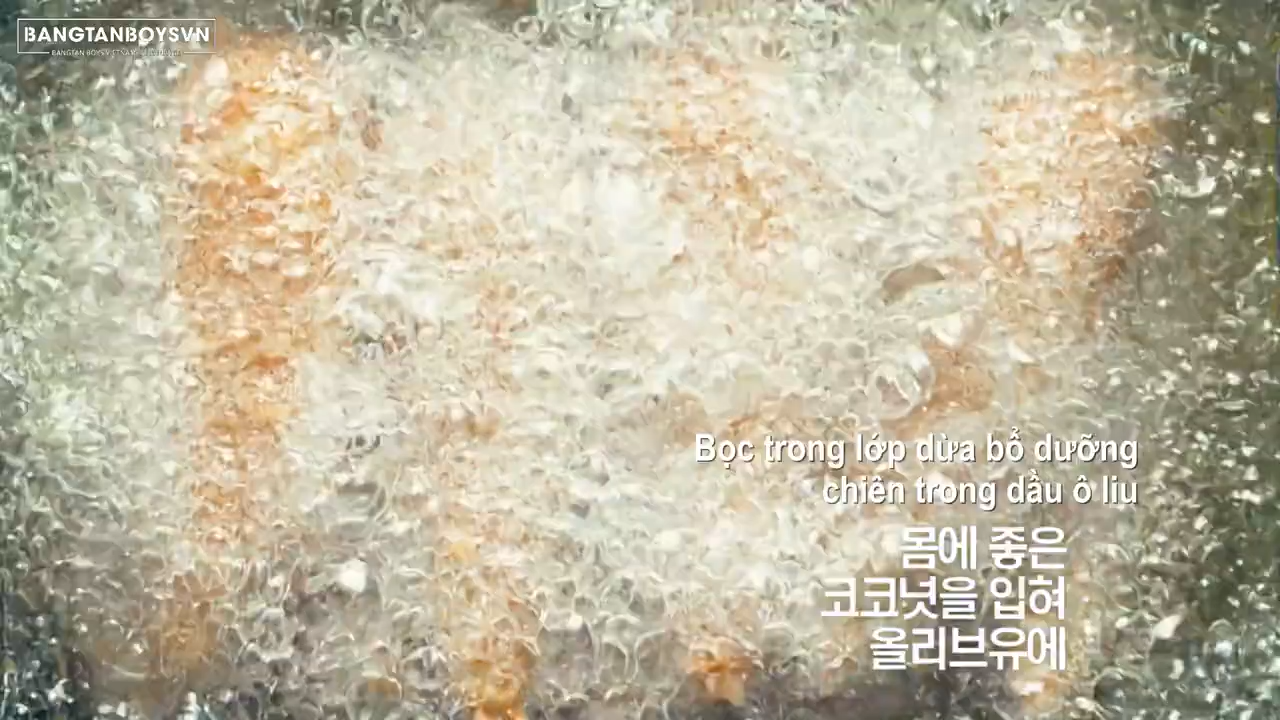 BANGTANBOYSVN
Bọc trong lớp dừa bổ dưỡng
chiên trong dầu ô liu
몸에 좋은
코코넛을 입혀
올리브유에